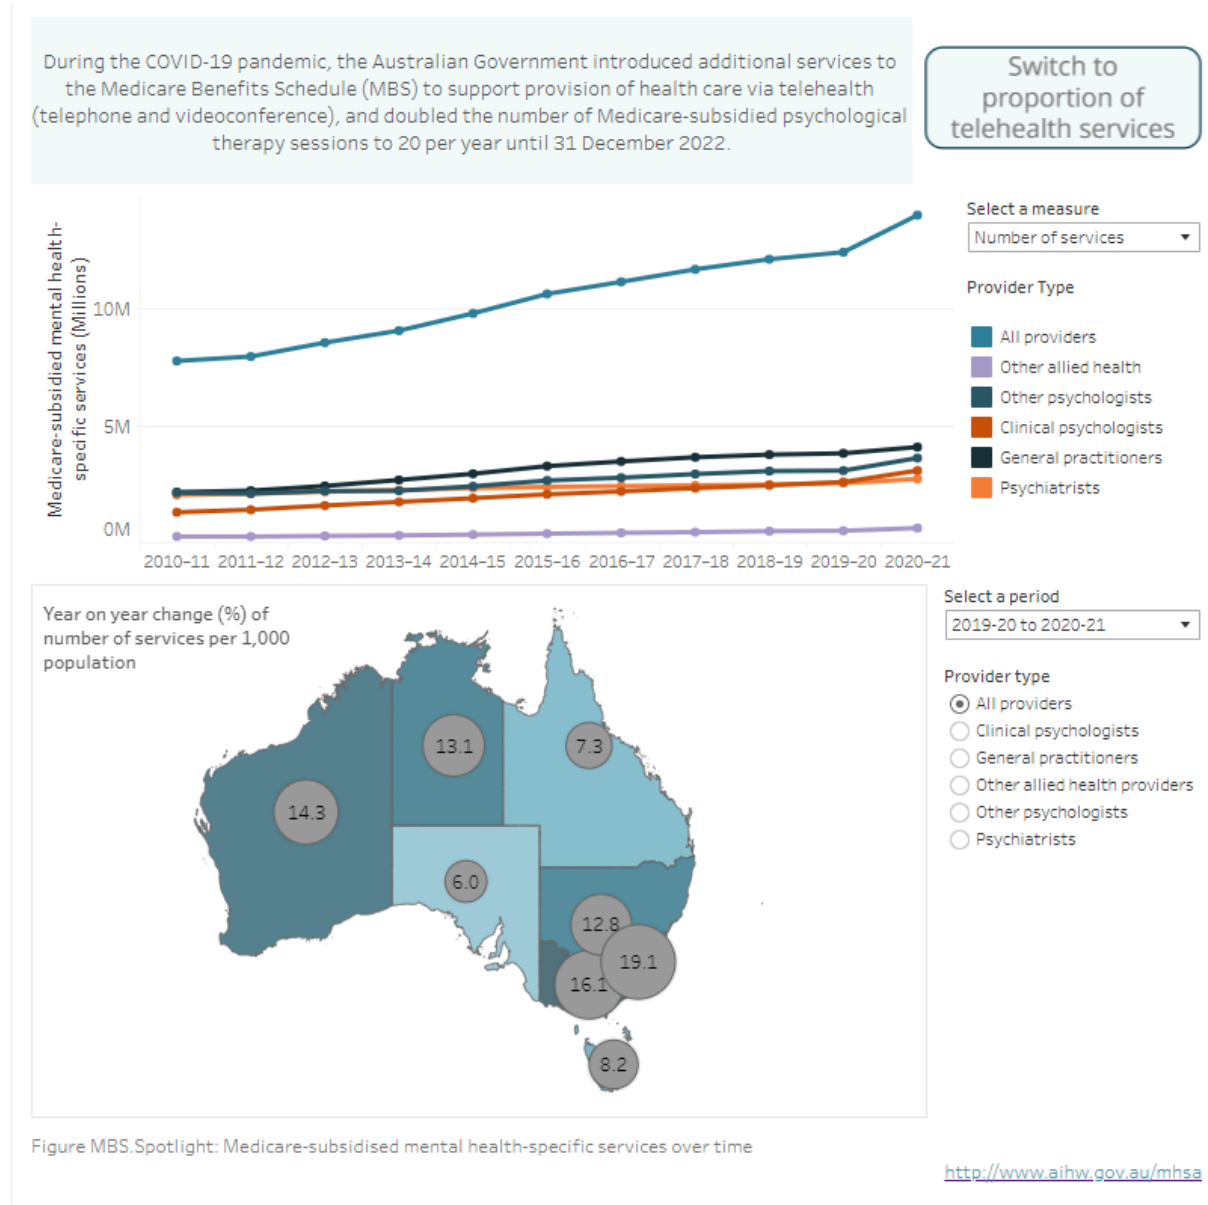 During the COVID-19 pandemic, the Australian Government introduced additional services to
the Medicare Benefits Schedule (MBS) to support provision of health care via telehealth
(telephone and videoconference), and doubled the number of Medicare-subsidied psychological
therapy sessions to 20 per year until 31 December 2022.
Switch to
proportion of
telehealth services
Medicare-subsidied mental health-
specific services (Millions)
10M
5M
0M
2010–11 2011–12 2012–13 2013–14 2014–15 2015–16 2016–17 2017–18 2018–19 2019–20 2020–21
Select a measure
Number of services
Provider Type
All providers
Other allied health
Other psychologists
Clinical psychologists
General practitioners
Psychiatrists
Year on year change (%) of
number of services per 1,000
population
13.1
7.3
14.3
6.0
12.8
19.1
16.1
8.2
Select a period
2019-20 to 2020-21
Provider type
All providers
Clinical psychologists
General practitioners
Other allied health providers
Other psychologists
Psychiatrists
Figure MBS.Spotlight: Medicare-subsidised mental health-specific services over time
http://www.aihw.gov.au/mhsa